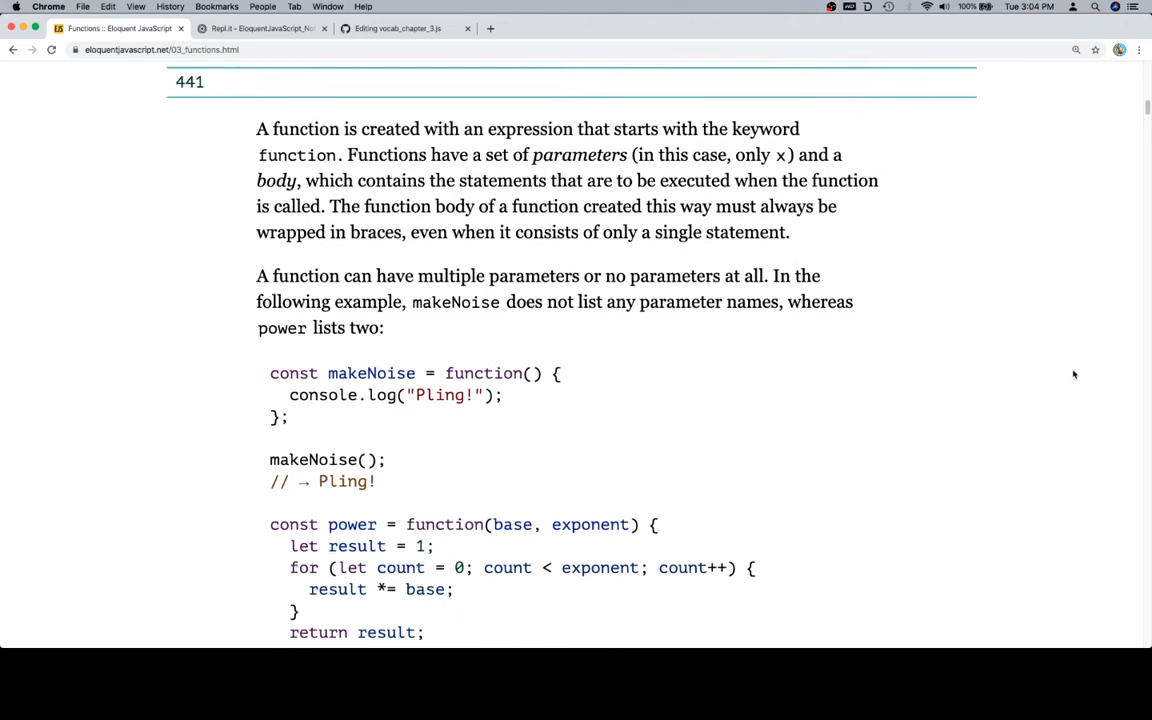 Chrome File Edit View History Bookmarks People Tab Window Help 100% Tue 3:04 PM
Functions :: Eloquent JavaScript Repl.it - EloquentJavaScript_No Editing vocab_chapter_3.js
eloquentjavascript.net/03_functions.html
441
A function is created with an expression that starts with the keyword
function. Functions have a set of parameters (in this case, only x) and a
body, which contains the statements that are to be executed when the function
is called. The function body of a function created this way must always be
wrapped in braces, even when it consists of only a single statement.
A function can have multiple parameters or no parameters at all. In the
following example, makeNoise does not list any parameter names, whereas
power lists two:
const makeNoise = function() {
console.log("Pling!");
};
makeNoise();
// → Pling!
const power = function(base, exponent) {
let result = 1;
for (let count = 0; count < exponent; count++) {
result *= base;
}
return result;